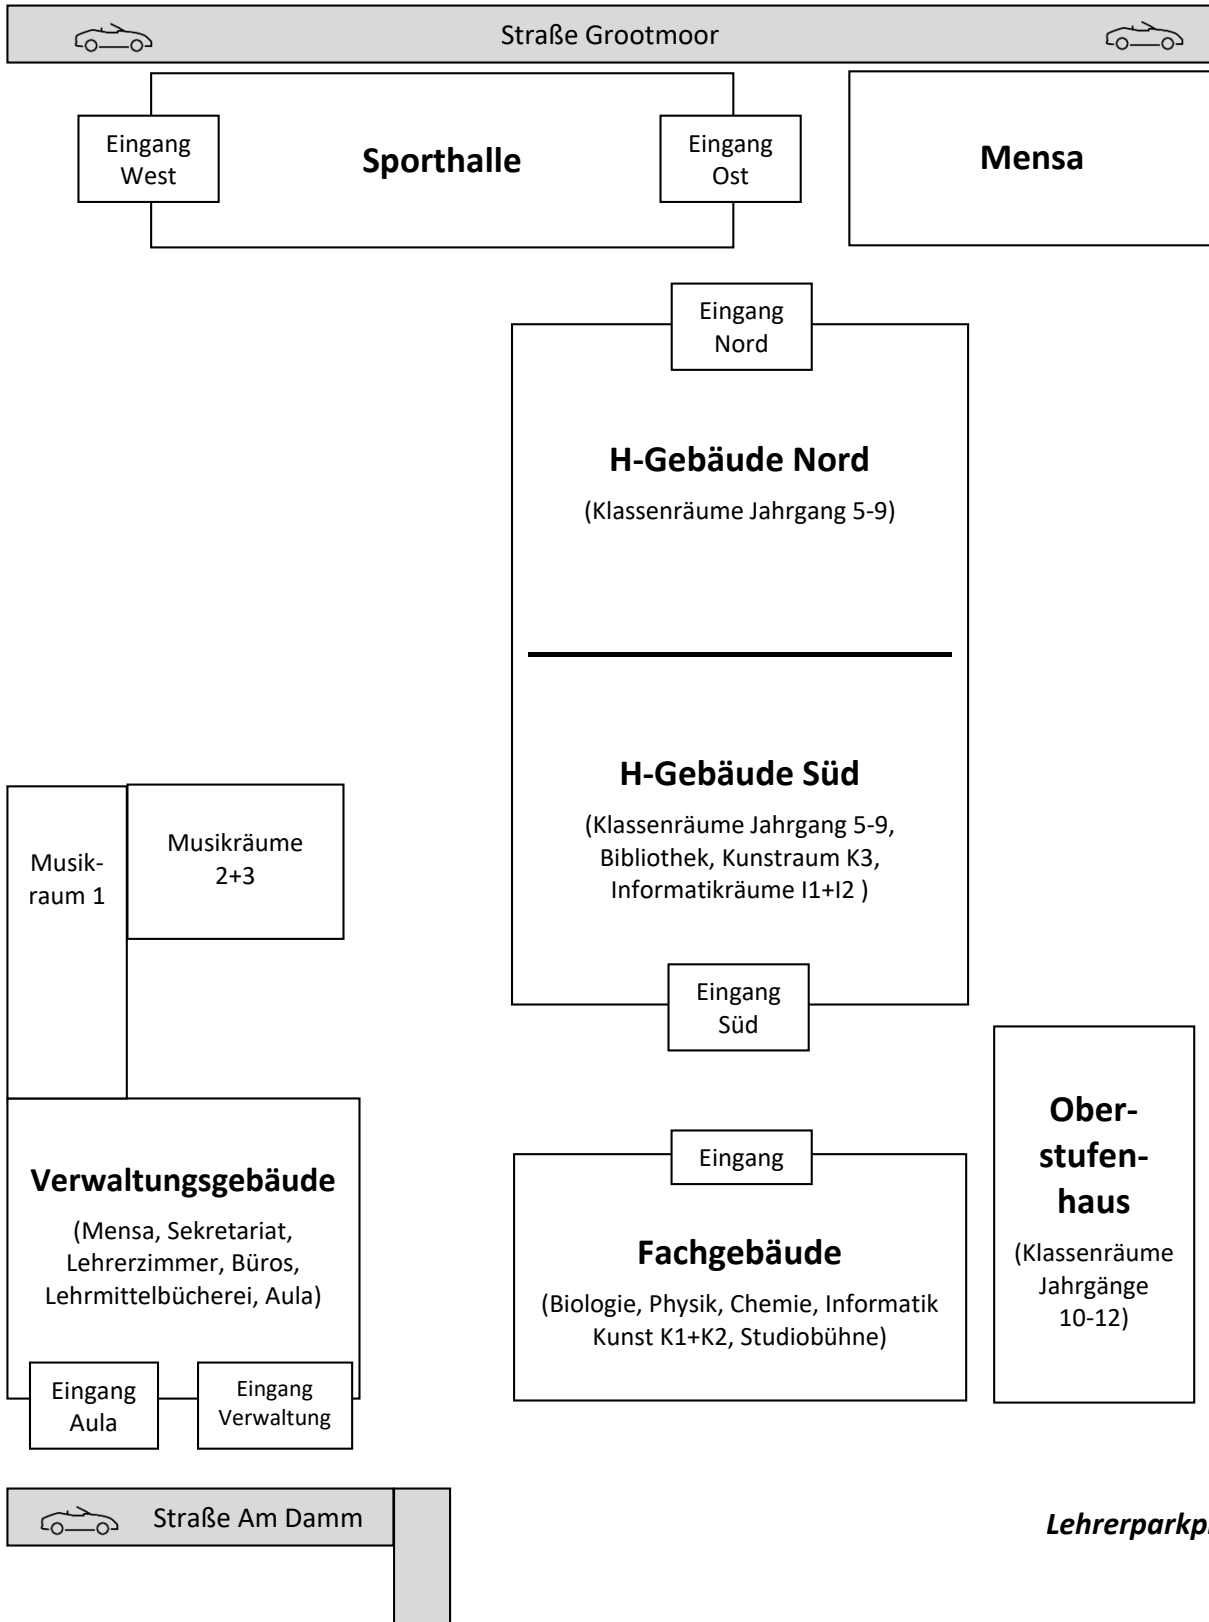 Straße Grootmoor
Eingang
West
Sporthalle
Eingang
Ost
Mensa
Eingang
Nord
H-Gebäude Nord
(Klassenräume Jahrgang 5-9)
H-Gebäude Süd
(Klassenräume Jahrgang 5-9,
Bibliothek, Kunstraum K3,
Informatikräume I1+I2 )
Eingang
Süd
Musik-
raum 1
Musikräume
2+3
Verwaltungsgebäude
(Mensa, Sekretariat,
Lehrerzimmer, Büros,
Lehrmittelbücherei, Aula)
Eingang
Aula
Eingang
Verwaltung
Eingang
Fachgebäude
(Biologie, Physik, Chemie, Informatik
Kunst K1+K2, Studiobühne)
Ober-
stufen-
haus
(Klassenräume
Jahrgänge
10-12)
Straße Am Damm